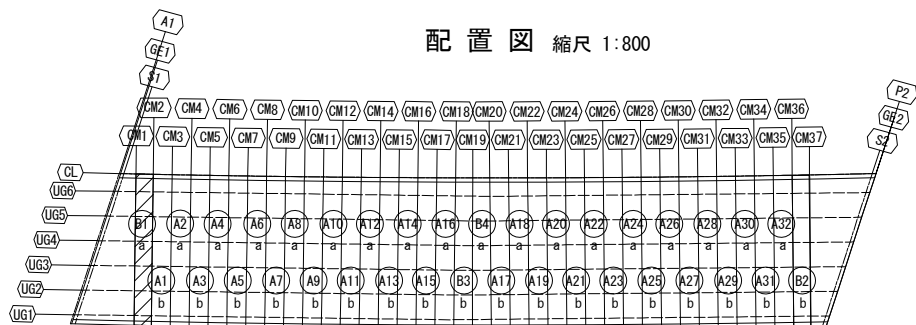 配置図 縮尺 1:800
A1
GE1
S1
P2
GE2
S2
CM2 CM4 CM6 CM8 CM10 CM12 CM14 CM16 CM18 CM20 CM22 CM24 CM26 CM28 CM30 CM32 CM34 CM36
CM1 CM3 CM5 CM7 CM9 CM11 CM13 CM15 CM17 CM19 CM21 CM23 CM25 CM27 CM29 CM31 CM33 CM35 CM37
CL
UG6
UG5
B1 A2 A4 A6 A8 A10 A12 A14 A16 B4 A18 A20 A22 A24 A26 A28 A30 A32
UG4
a a a a a a a a a a a a a a a a a a
UG3
A1 A3 A5 A7 A9 A11 A13 A15 B3 A17 A19 A21 A23 A25 A27 A29 A31 B2
UG2
b b b b b b b b b b b b b b b b b b
UG1